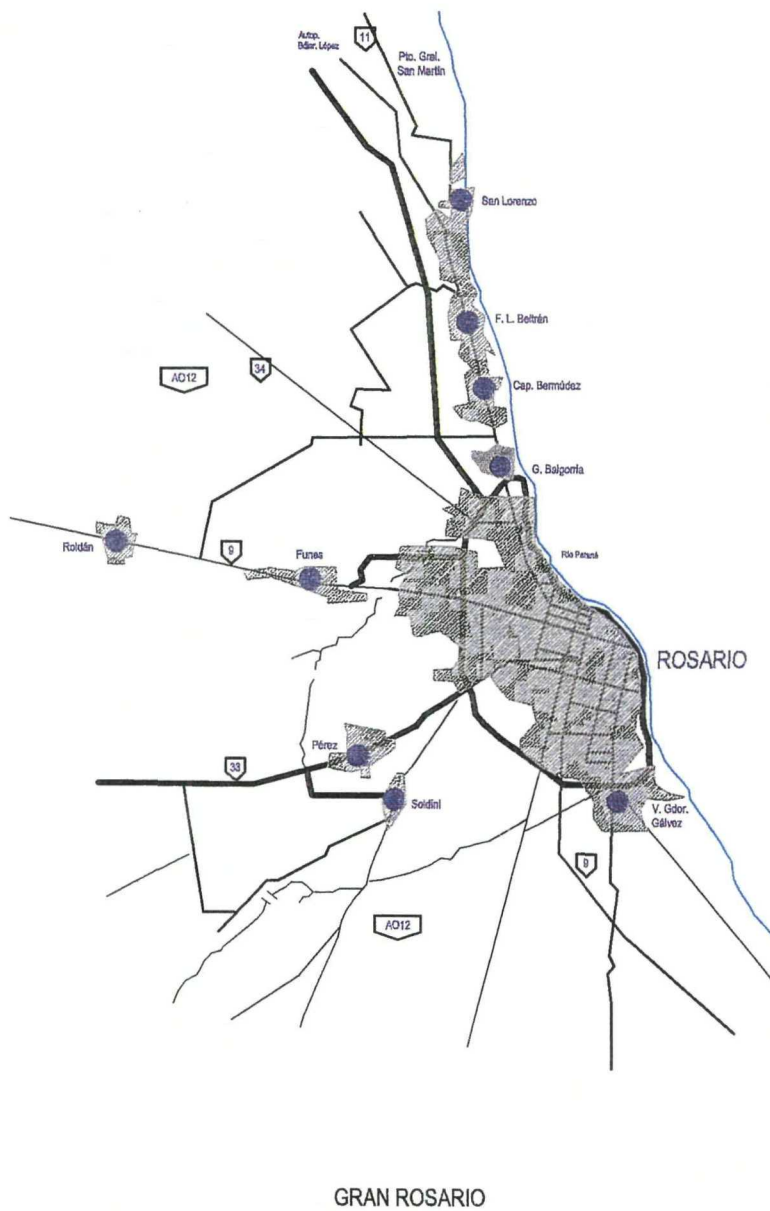 Autop.
Bdier. López
11
Pto. Gral.
San Martín
San Lorenzo
F. L. Beltrán
34
AO12
Cap. Bermúdez
G. Baigorria
Roldán
9
Funes
Río Paraná
ROSARIO
Pérez
33
Soldini
V. Gdor.
Gálvez
9
AO12
GRAN ROSARIO